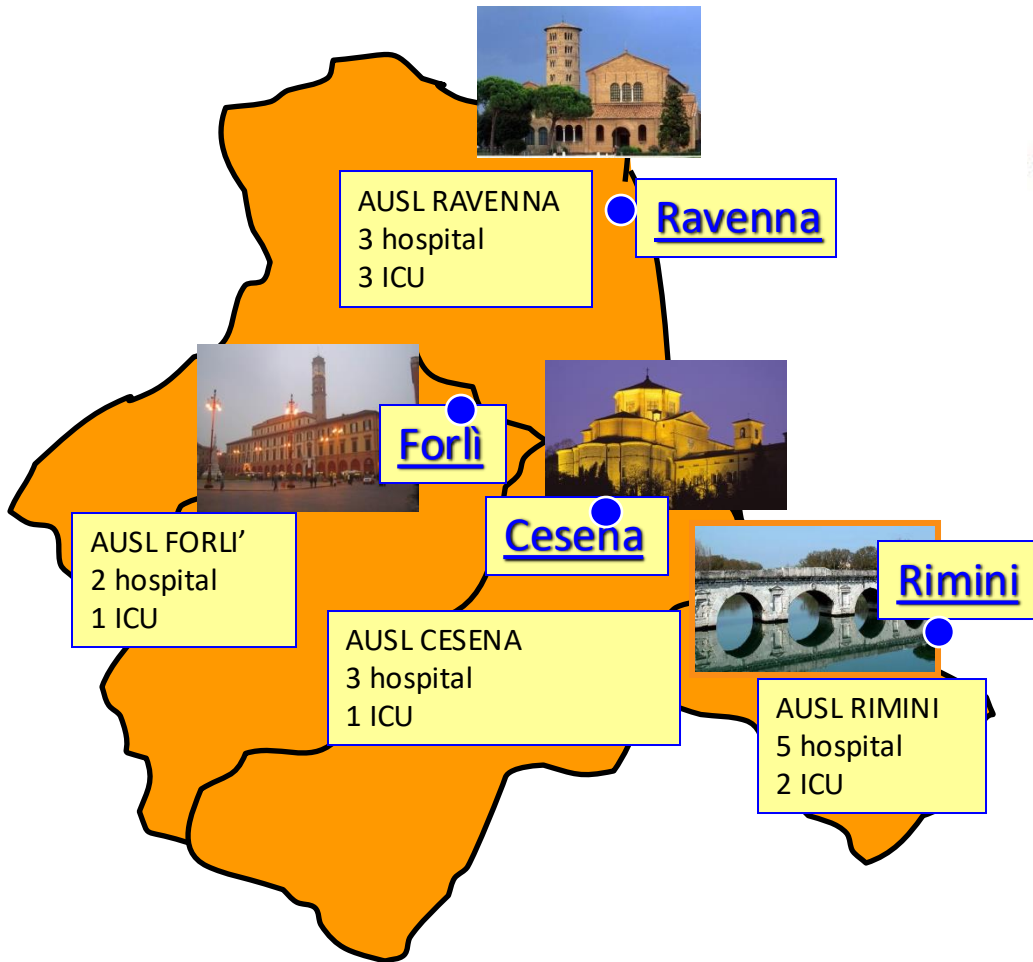 AUSL RAVENNA
3 hospital
3 ICU
Ravenna
Forlì
Cesena
AUSL FORLI’
2 hospital
1 ICU
Rimini
AUSL CESENA
3 hospital
1 ICU
AUSL RIMINI
5 hospital
2 ICU